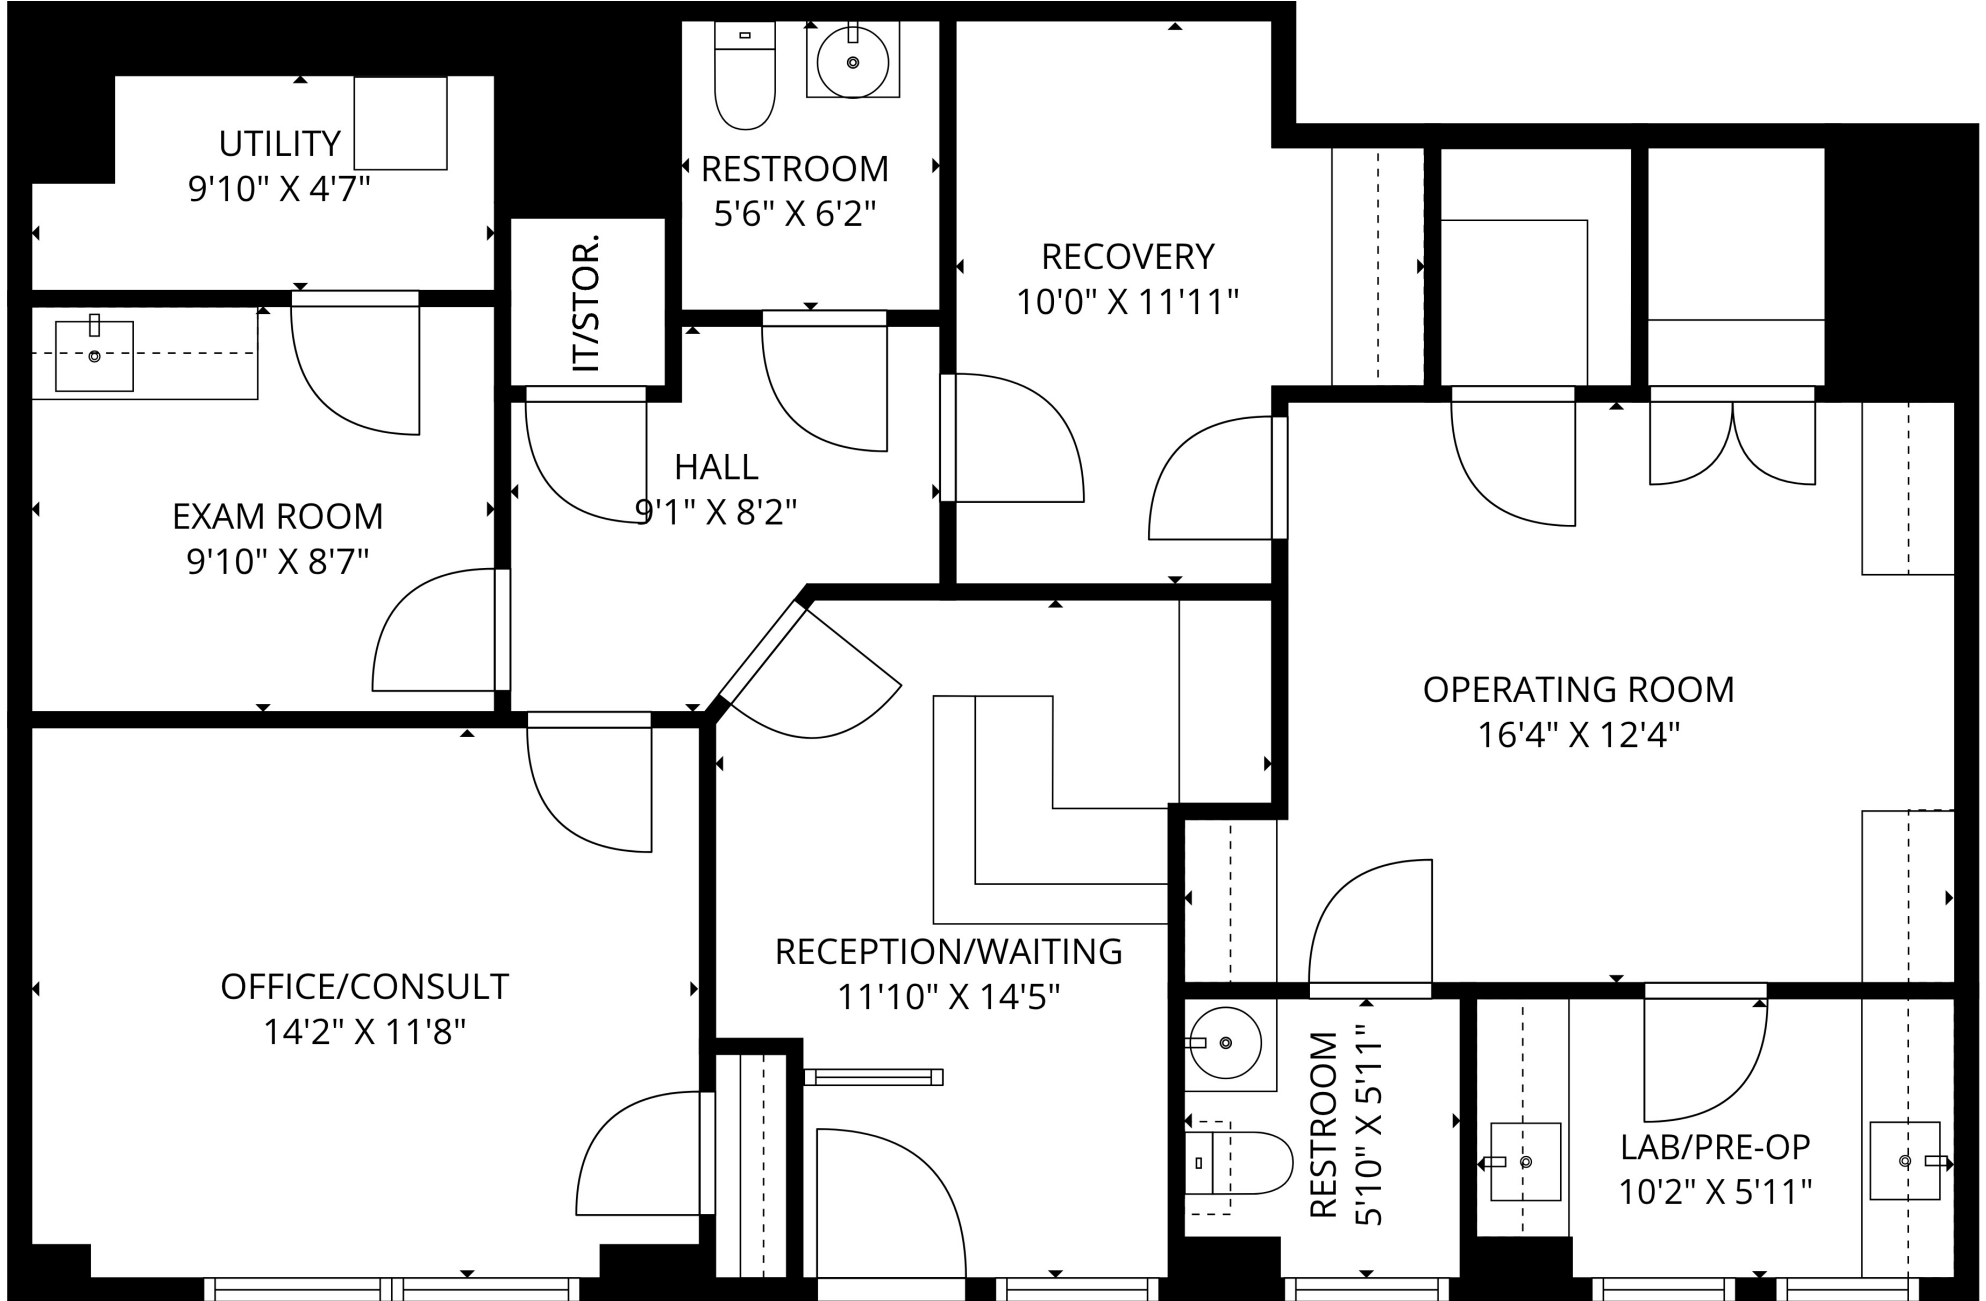 UTILITY
9'10" X 4'7"
RESTROOM
5'6" X 6'2"
IT/STOR.
RECOVERY
10'0" X 11'11"
HALL
9'1" X 8'2"
EXAM ROOM
9'10" X 8'7"
OPERATING ROOM
16'4" X 12'4"
OFFICE/CONSULT
14'2" X 11'8"
RECEPTION/WAITING
11'10" X 14'5"
RESTROOM
5'10" X 5'11"
LAB/PRE-OP
10'2" X 5'11"